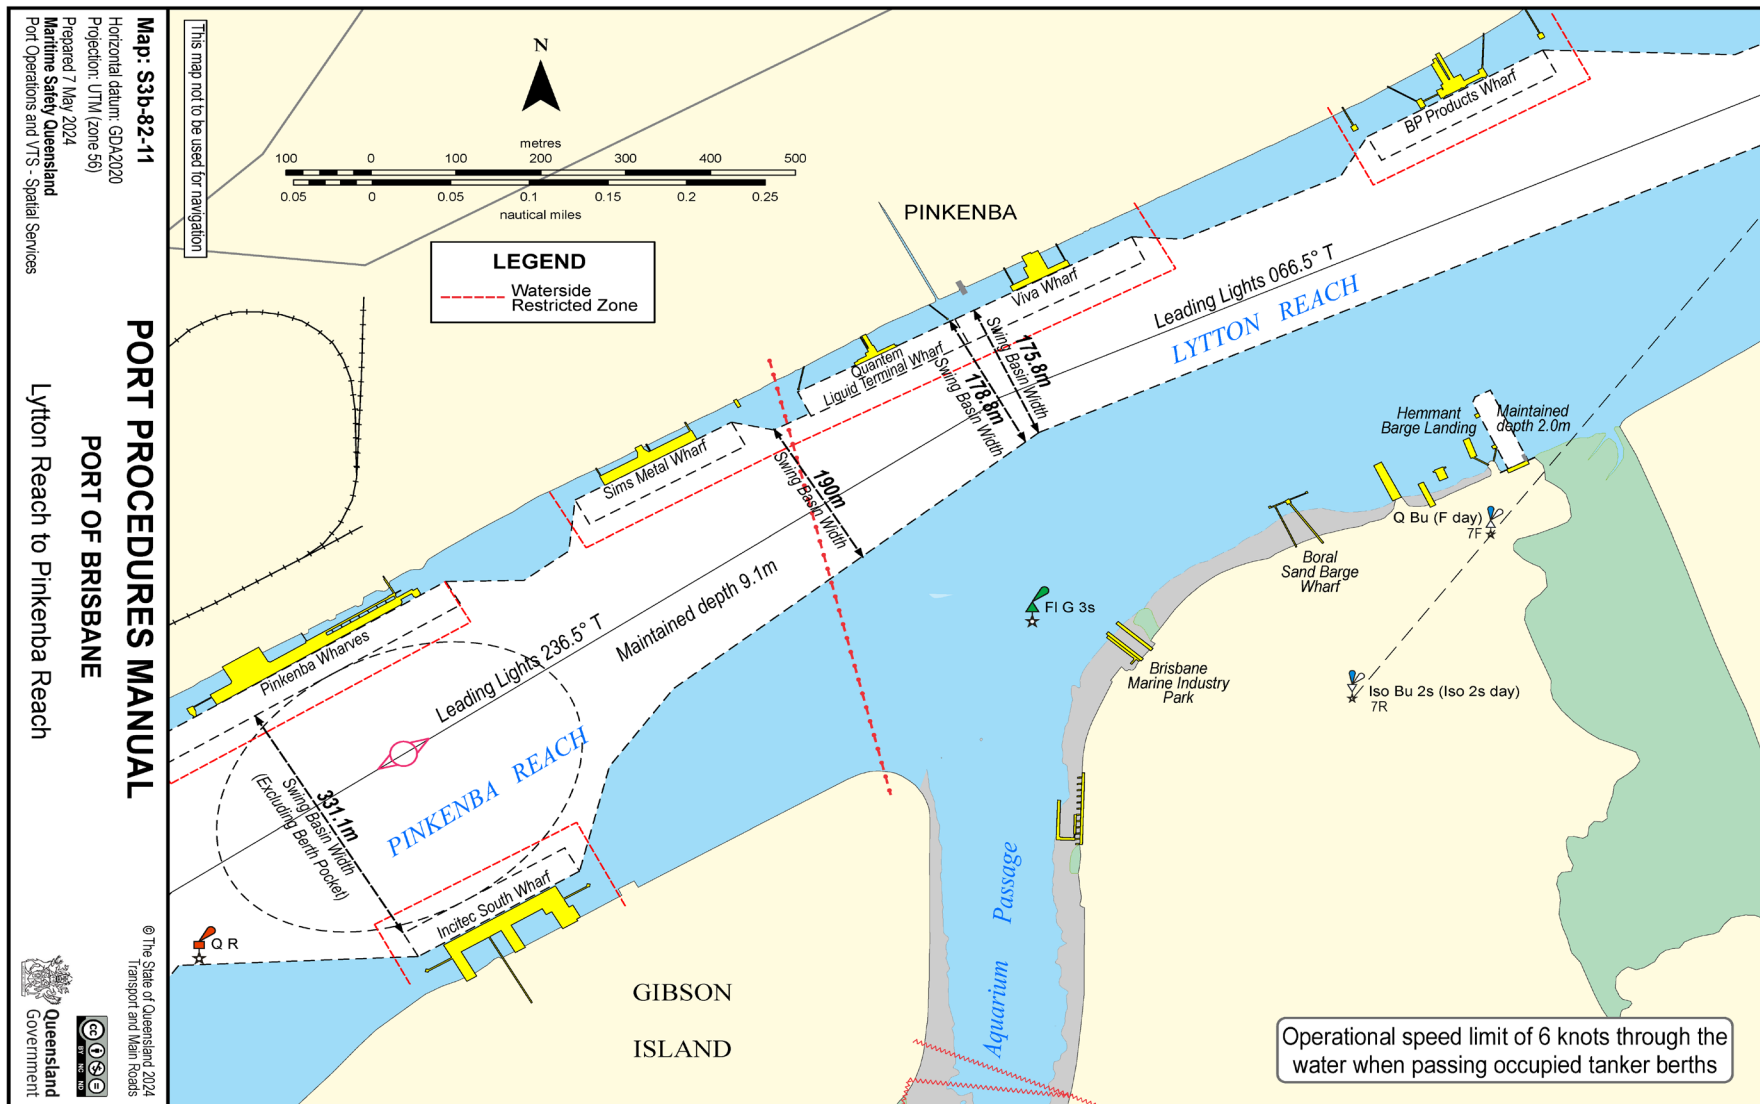 Map: S3b-82-11
Horizontal datum: GDA2020
Projection: UTM (zone 56)
Prepared 7 May 2024
Maritime Safety Queensland
Port Operations and VTS - Spatial Services
This map not to be used for navigation
PORT PROCEDURES MANUAL
PORT OF BRISBANE
Lytton Reach to Pinkenba Reach
© The State of Queensland 2024
Transport and Main Roads
Queensland
Government
cc
BY NC ND
N
metres
100 0 100 200 300 400 500
0.05 0 0.05 0.1 0.15 0.2 0.25
nautical miles
LEGEND
Waterside
Restricted Zone
PINKENBA
BP Products Wharf
Viva Wharf
Quantem
Liquid Terminal Wharf
Sims Metal Wharf
Pinkenba Wharves
Incitec South Wharf
175.8m
Swing Basin Width
178.8m
Swing Basin Width
190m
Swing Basin Width
331.1m
Swing Basin Width
(Excluding Berth Pocket)
Leading Lights 066.5° T
LYTTON REACH
Leading Lights 236.5° T
Maintained depth 9.1m
PINKENBA REACH
Hemmant
Barge Landing
Maintained
depth 2.0m
Q Bu (F day)
7F
Boral
Sand Barge
Wharf
Fl G 3s
Brisbane
Marine Industry
Park
Iso Bu 2s (Iso 2s day)
7R
Q R
Aquarium Passage
GIBSON
ISLAND
Operational speed limit of 6 knots through the
water when passing occupied tanker berths